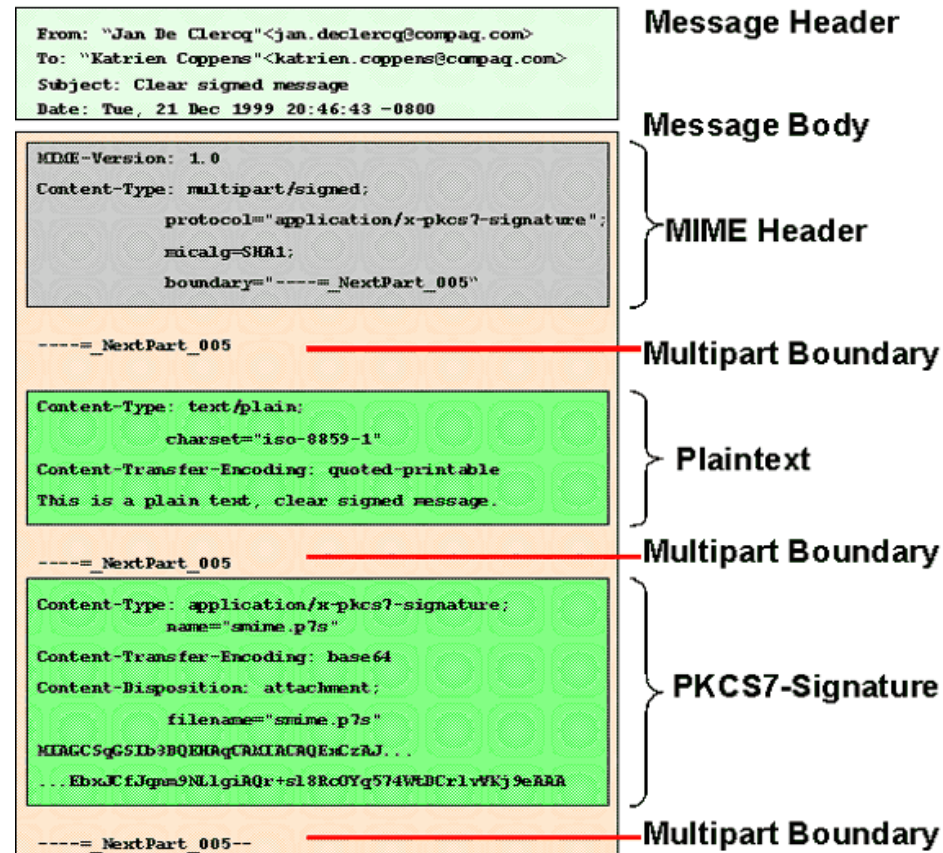 Message Header
From: "Jan De Clercq"<jan.declercq@compaq.com>
To: "Katrien Coppens"<katrien.coppens@compaq.com>
Subject: Clear signed message
Date: Tue, 21 Dec 1999 20:46:43 -0800
Message Body
MIME-Version: 1.0
Content-Type: multipart/signed;
protocol="application/x-pkcs7-signature";
micalg=SHA1;
boundary="----=_NextPart_005"
MIME Header
----=_NextPart_005
Multipart Boundary
Content-Type: text/plain;
charset="iso-8859-1"
Content-Transfer-Encoding: quoted-printable
This is a plain text, clear signed message.
Plaintext
----=_NextPart_005
Multipart Boundary
Content-Type: application/x-pkcs7-signature;
name="smime.p7s"
Content-Transfer-Encoding: base64
Content-Disposition: attachment;
filename="smime.p7s"
PKCS7-Signature
----=_NextPart_005--
Multipart Boundary